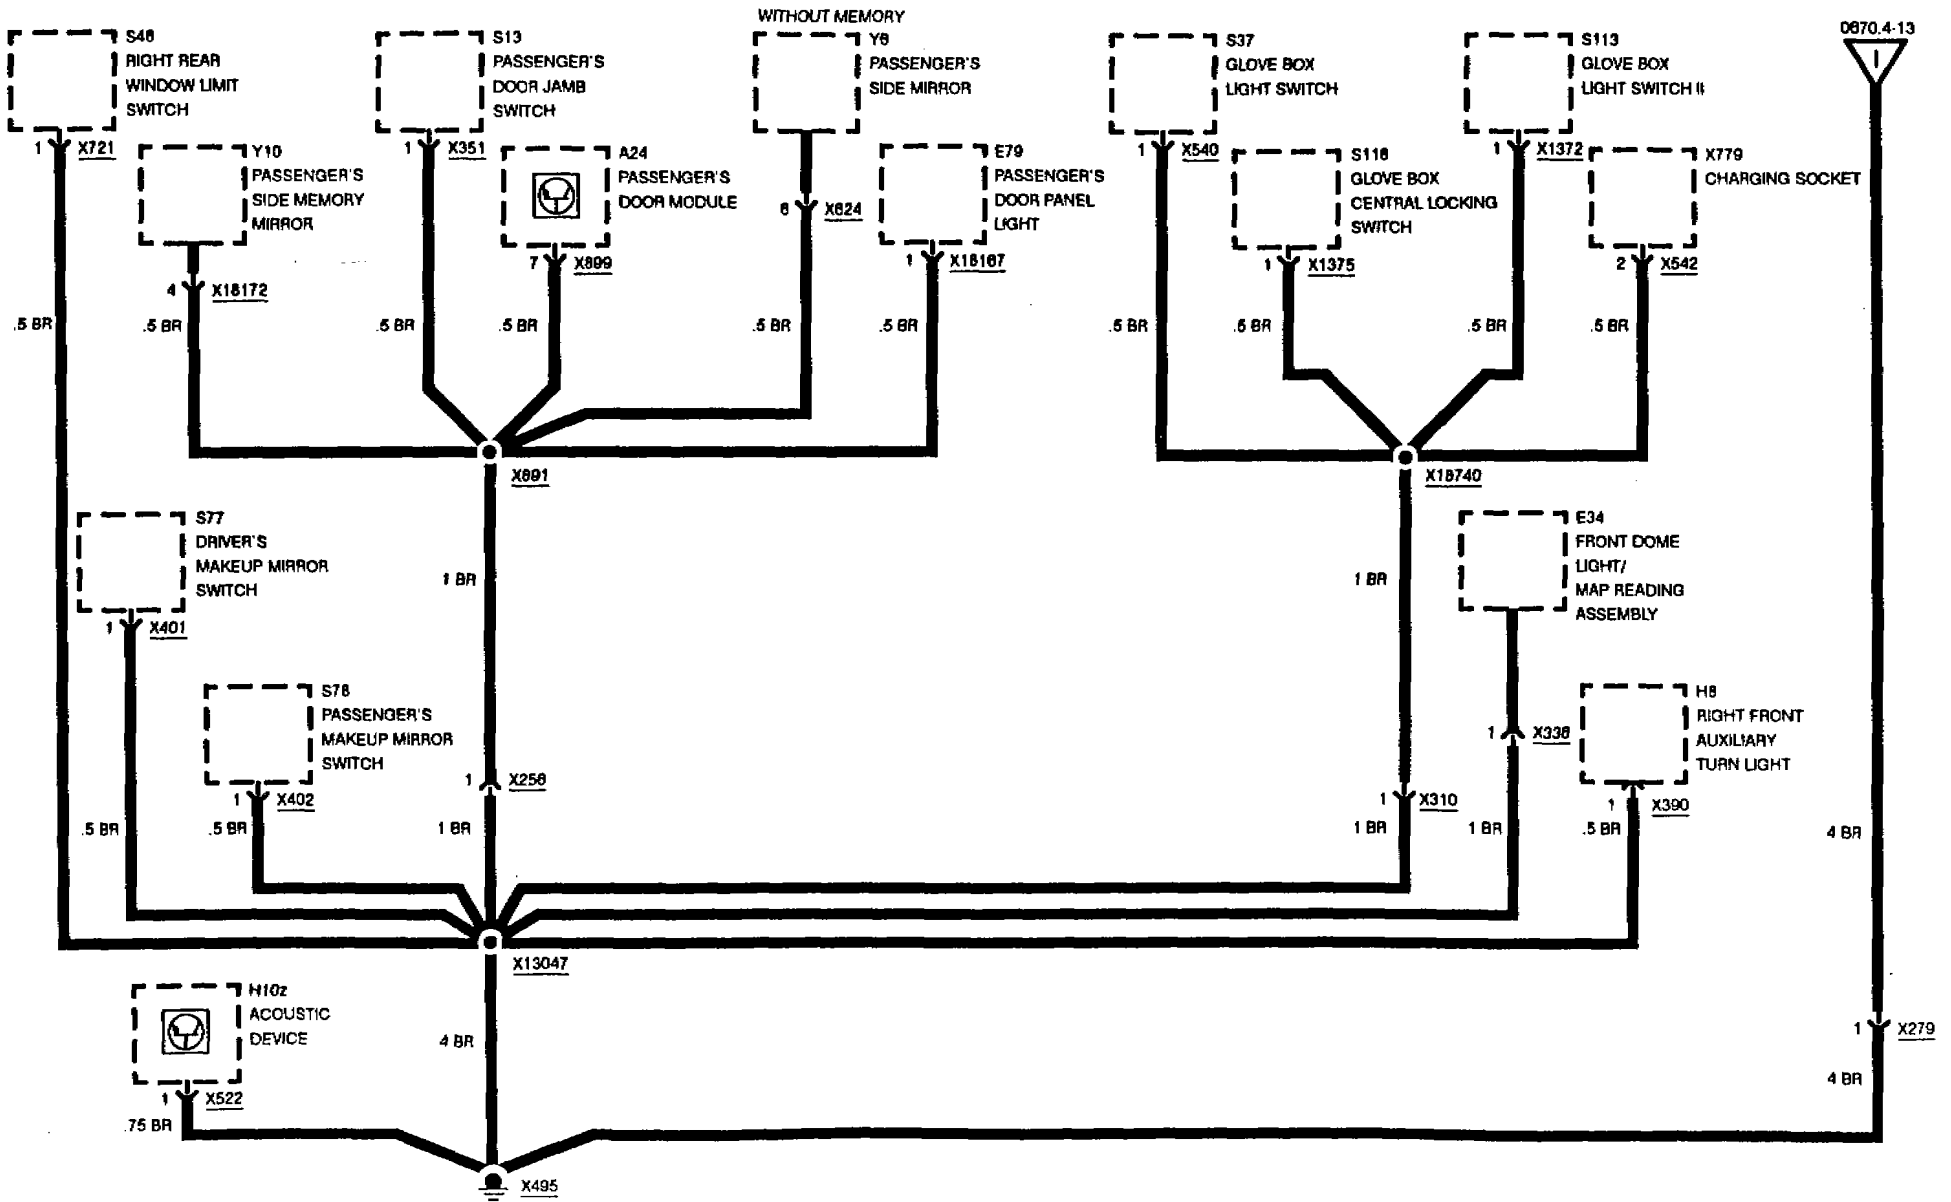 WITHOUT MEMORY
S48
RIGHT REAR
WINDOW LIMIT
SWITCH
1
X721
S13
PASSENGER'S
DOOR JAMB
SWITCH
1
X351
Y8
PASSENGER'S
SIDE MIRROR
6
X624
S37
GLOVE BOX
LIGHT SWITCH
1
X540
S113
GLOVE BOX
LIGHT SWITCH II
1
X1372
0670.4-13
I
Y10
PASSENGER'S
SIDE MEMORY
MIRROR
4
X18172
A24
PASSENGER'S
DOOR MODULE
7
X899
E79
PASSENGER'S
DOOR PANEL
LIGHT
1
X18167
S116
GLOVE BOX
CENTRAL LOCKING
SWITCH
1
X1375
X779
CHARGING SOCKET
2
X542
.5 BR
.5 BR
.5 BR
.5 BR
.5 BR
.5 BR
.5 BR
.5 BR
.5 BR
.5 BR
X891
X18740
S77
DRIVER'S
MAKEUP MIRROR
SWITCH
1
X401
1 BR
1 BR
E34
FRONT DOME
LIGHT/
MAP READING
ASSEMBLY
1
X336
S78
PASSENGER'S
MAKEUP MIRROR
SWITCH
1
X402
1
X256
1
X310
H8
RIGHT FRONT
AUXILIARY
TURN LIGHT
1
X390
.5 BR
.5 BR
1 BR
1 BR
1 BR
.5 BR
4 BR
X13047
H10z
ACOUSTIC
DEVICE
1
X522
.75 BR
4 BR
1
X279
4 BR
X495